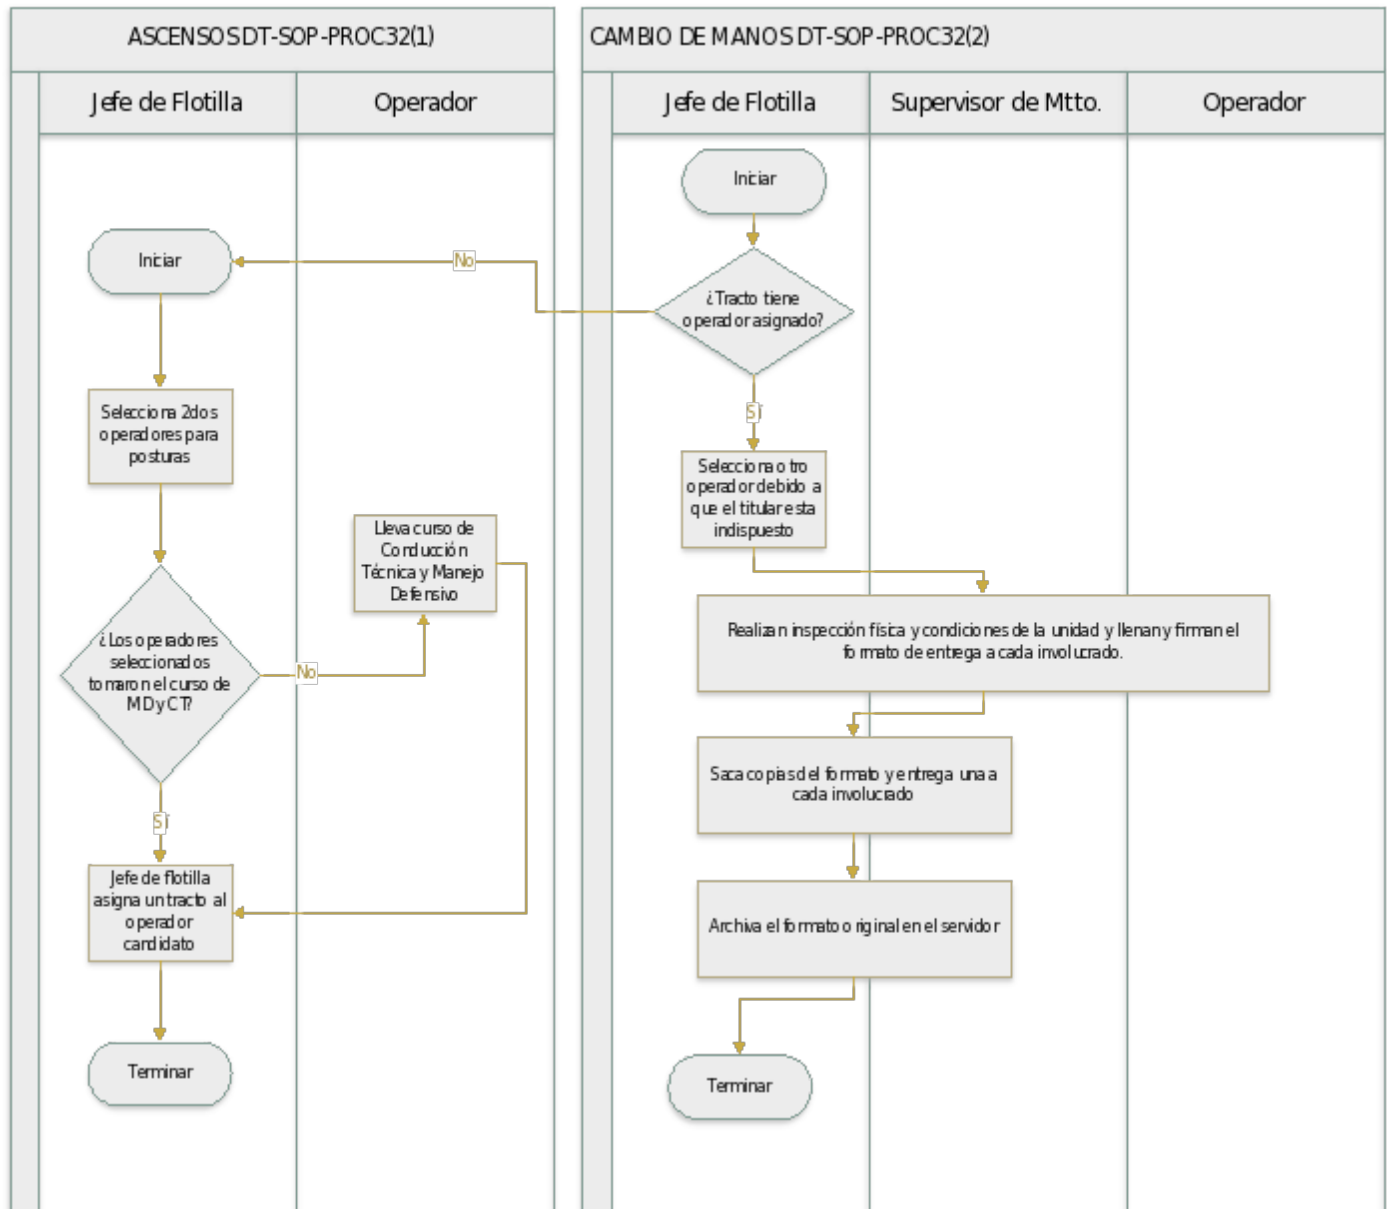 ASCENSOS DT-SOP-PROC32(1)
Jefe de Flotilla
Operador
Iniciar
No
Selecciona 2dos
operadores para
posturas
¿Los operadores
seleccionados
tomaron el curso de
MD y CT?
No
Lleva curso de
Conducción
Técnica y Manejo
Defensivo
Sí
Jefe de flotilla
asigna un tracto al
operador
candidato
Terminar
CAMBIO DE MANOS DT-SOP-PROC32(2)
Jefe de Flotilla
Supervisor de Mtto.
Operador
Iniciar
¿Tracto tiene
operador asignado?
Sí
Selecciona otro
operador debido a
que el titular esta
indispuesto
Realizan inspección física y condiciones de la unidad y llenan y firman el
formato de entrega a cada involucrado.
Saca copias del formato y entrega una a
cada involucrado
Archiva el formato original en el servidor
Terminar